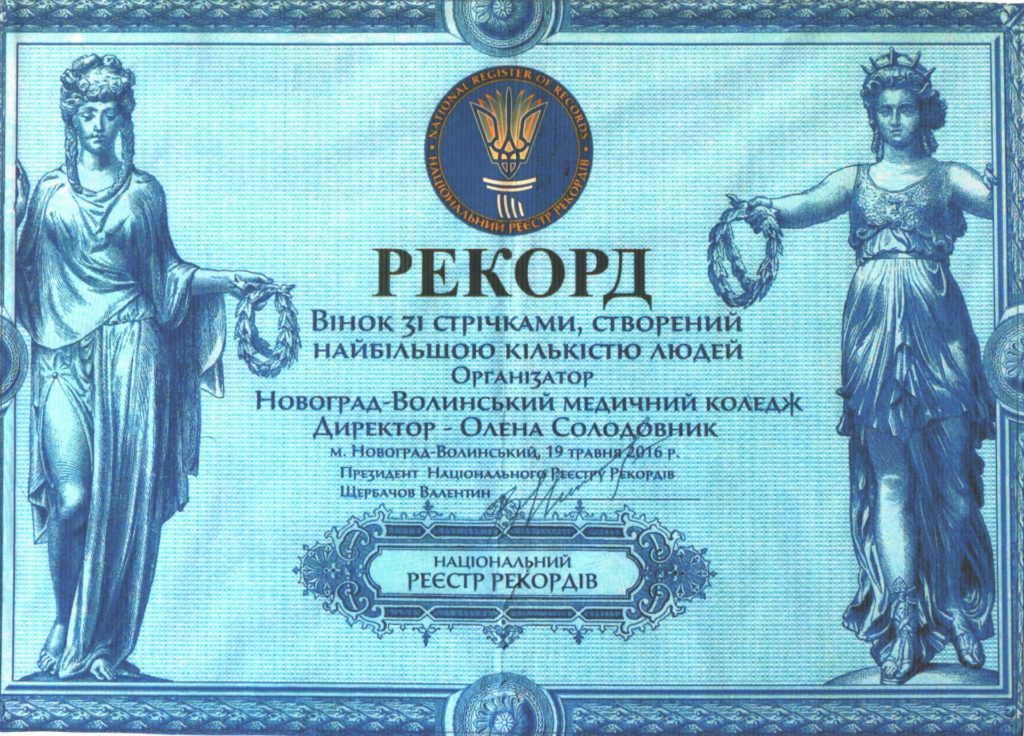 NATIONAL REGISTER OF RECORDS
НАЦІОНАЛЬНИЙ РЕЄСТР РЕКОРДІВ
РЕКОРД
Вінок зі стрічками, створений
найбільшою кількістю людей
Організатор
Новоград-Волинський медичний коледж
Директор - Олена Солодовник
м. Новоград-Волинський, 19 травня 2016 р.
Президент Національного Реєстру Рекордів
Щербачов Валентин
НАЦІОНАЛЬНИЙ
РЕЄСТР РЕКОРДІВ